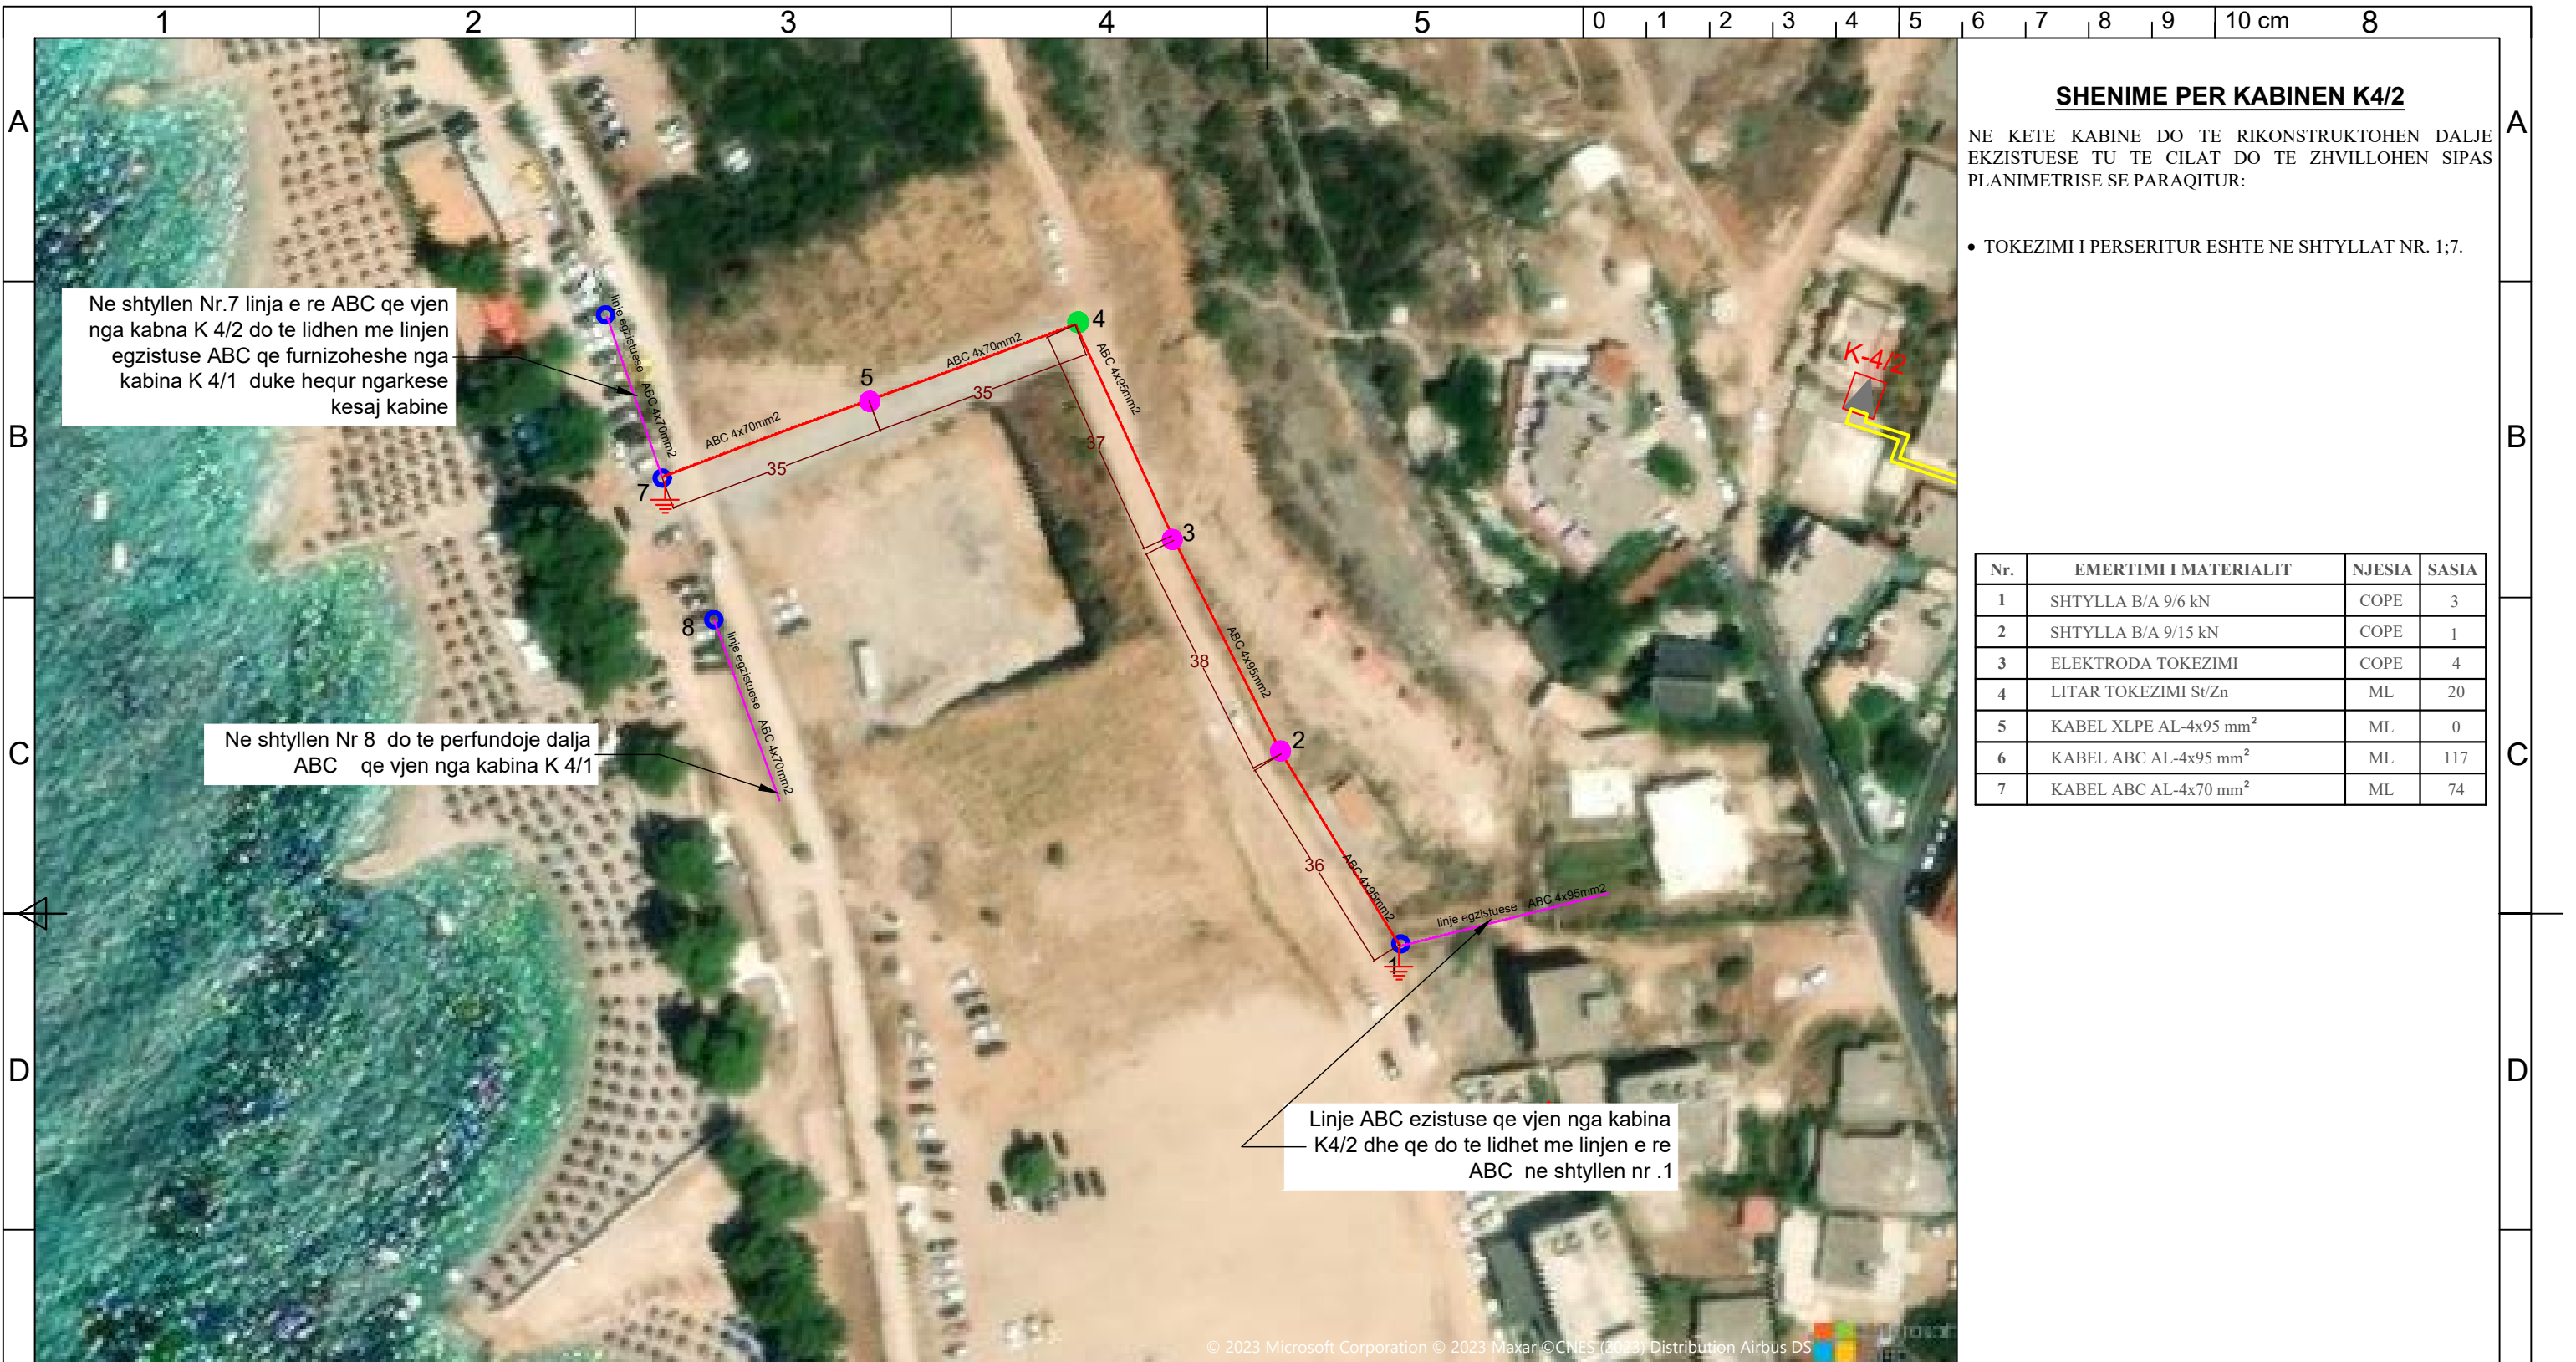 1 2 3 4 5 0 1 2 3 4 5 6 7 8 9 10 cm 8
A A
B B
C C
D D
SHENIME PER KABINEN K4/2
NE KETE KABINE DO TE RIKONSTRUKTOHEN DALJE
EKZISTUESE TU TE CILAT DO TE ZHVILLOHEN SIPAS
PLANIMETRISE SE PARAQITUR:
• TOKEZIMI I PERSERITUR ESHTE NE SHTYLLAT NR. 1;7.
Ne shtyllen Nr.7 linja e re ABC qe vjen
nga kabna K 4/2 do te lidhen me linjen
egzistuse ABC qe furnizoheshe nga
kabina K 4/1 duke hequr ngarkese
kesaj kabine
linje egzistuese ABC 4x70mm2
7
ABC 4x70mm2
35
5
ABC 4x70mm2
35
4
ABC 4x95mm2
37
3
ABC 4x95mm2
38
2
ABC 4x95mm2
36
1
linje egzistuese ABC 4x95mm2
K-4/2
8
linje egzistuese ABC 4x70mm2
Ne shtyllen Nr 8 do te perfundoje dalja
ABC qe vjen nga kabina K 4/1
Linje ABC ezistuse qe vjen nga kabina
K4/2 dhe qe do te lidhet me linjen e re
ABC ne shtyllen nr .1
Nr. EMERTIMI I MATERIALIT NJESIA SASIA
1 SHTYLLA B/A 9/6 kN COPE 3
2 SHTYLLA B/A 9/15 kN COPE 1
3 ELEKTRODA TOKEZIMI COPE 4
4 LITAR TOKEZIMI St/Zn ML 20
5 KABEL XLPE AL-4x95 mm² ML 0
6 KABEL ABC AL-4x95 mm² ML 117
7 KABEL ABC AL-4x70 mm² ML 74
© 2023 Microsoft Corporation © 2023 Maxar ©CNES (2023) Distribution Airbus DS